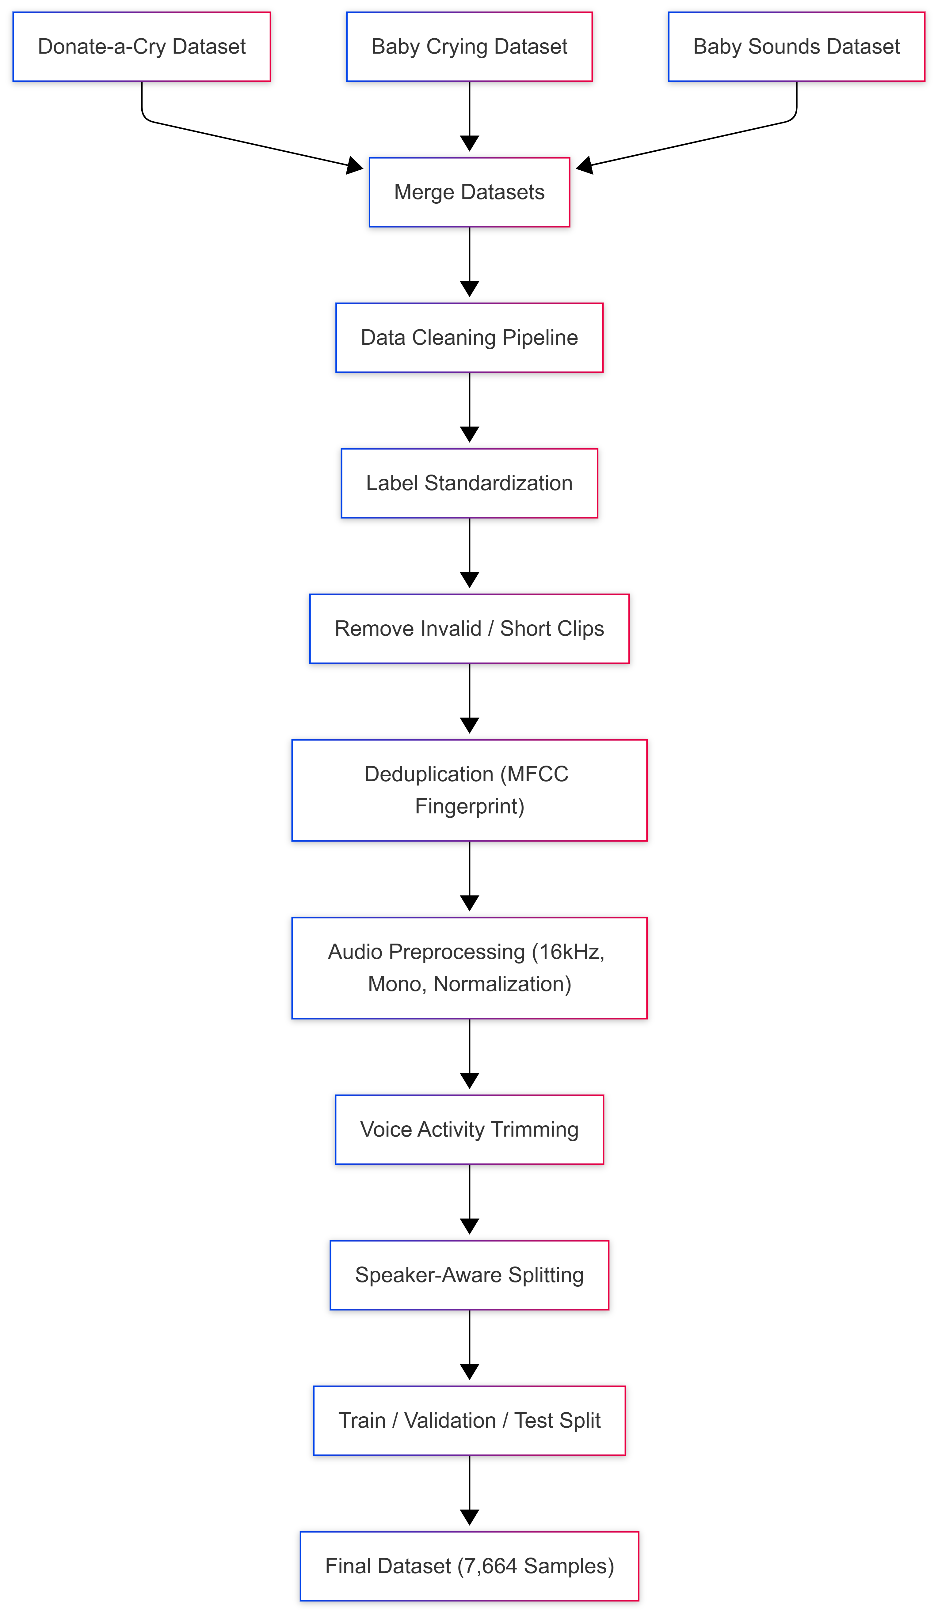 Donate-a-Cry Dataset
Baby Crying Dataset
Baby Sounds Dataset
Merge Datasets
Data Cleaning Pipeline
Label Standardization
Remove Invalid / Short Clips
Deduplication (MFCC
Fingerprint)
Audio Preprocessing (16kHz,
Mono, Normalization)
Voice Activity Trimming
Speaker-Aware Splitting
Train / Validation / Test Split
Final Dataset (7,664 Samples)